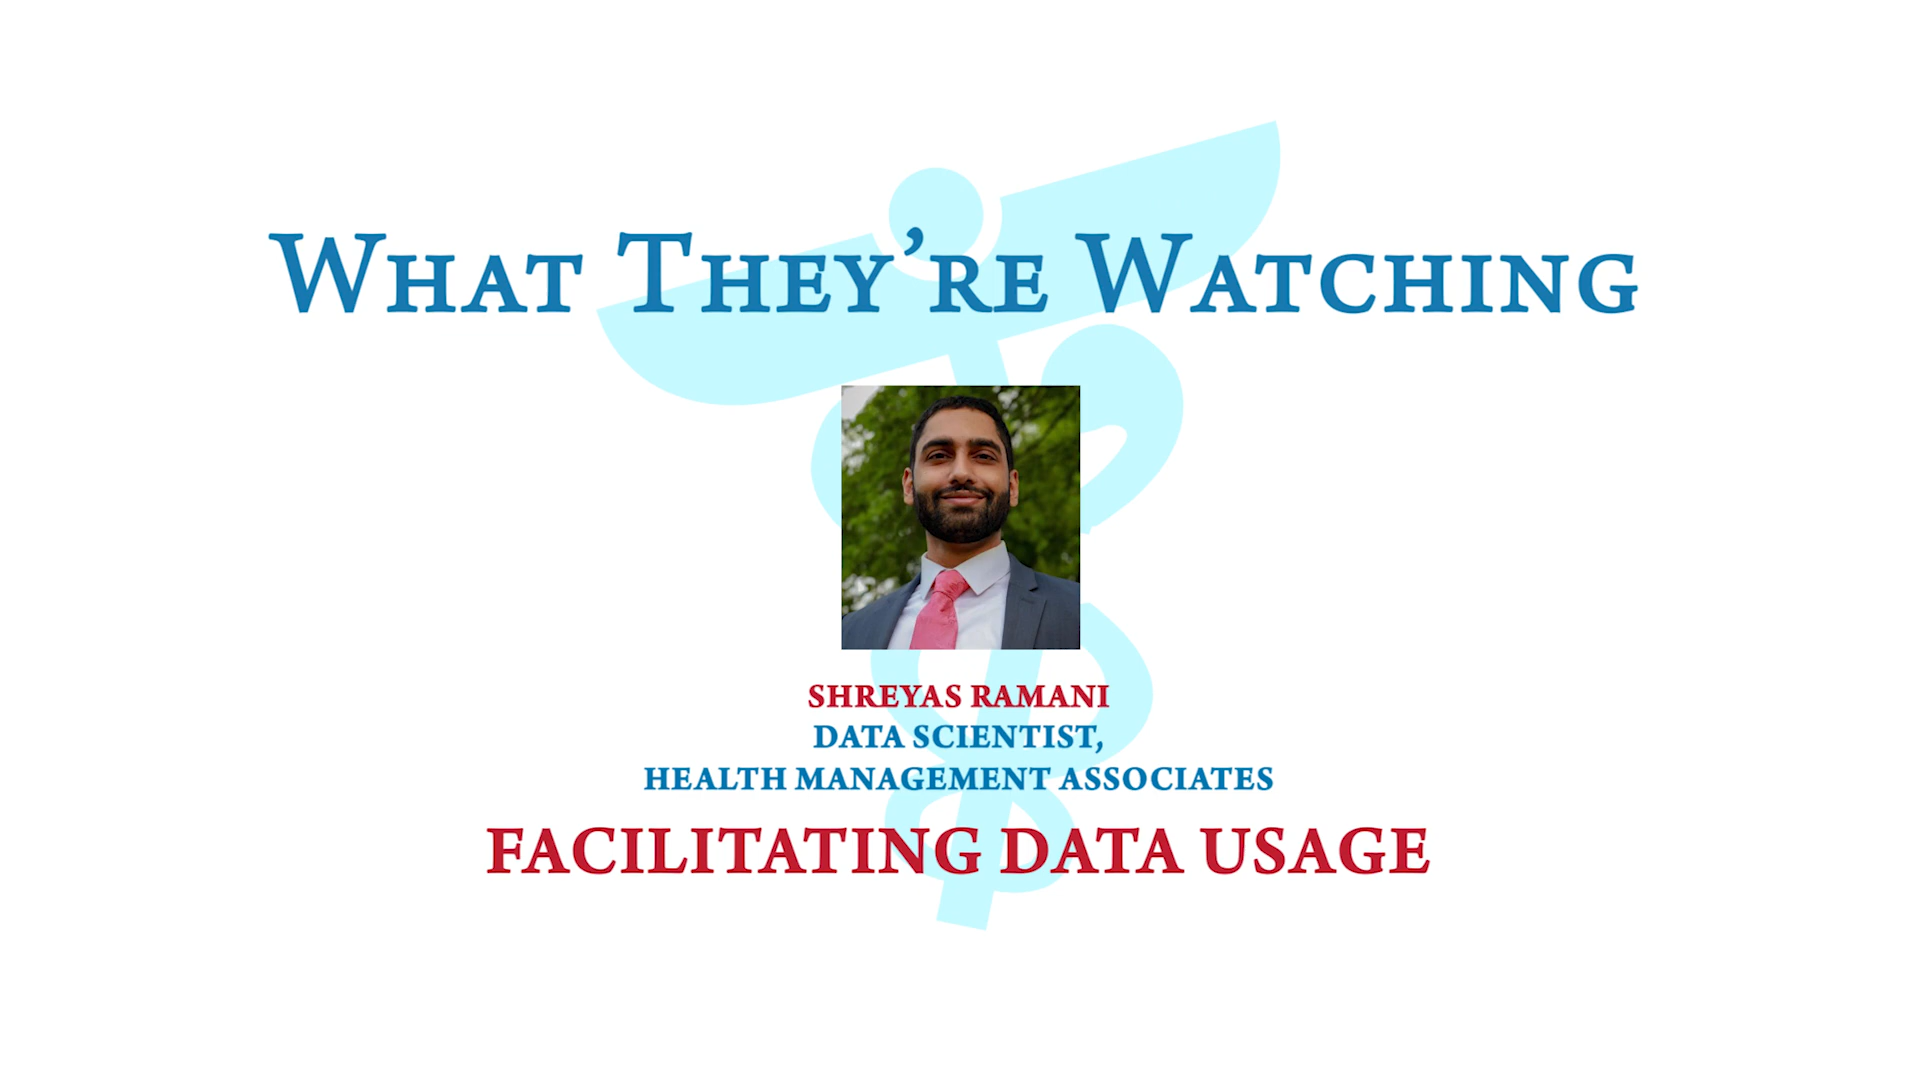 What They’re Watching
SHREYAS RAMANI
DATA SCIENTIST,
HEALTH MANAGEMENT ASSOCIATES
FACILITATING DATA USAGE